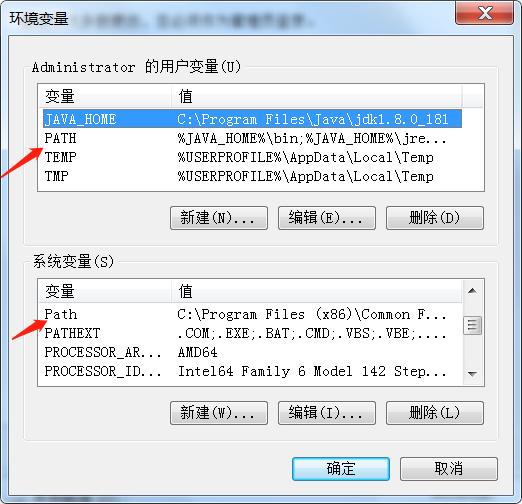 环境变量
Administrator 的用户变量(U)
变量 值
JAVA_HOME C:\Program Files\Java\jdk1.8.0_181
PATH %JAVA_HOME%\bin;%JAVA_HOME%\jre...
TEMP %USERPROFILE%\AppData\Local\Temp
TMP %USERPROFILE%\AppData\Local\Temp
新建(N)... 编辑(E)... 删除(D)
系统变量(S)
变量 值
Path C:\Program Files (x86)\Common F...
PATHEXT .COM;.EXE;.BAT;.CMD;.VBS;.VBE;....
PROCESSOR_AR... AMD64
PROCESSOR_ID... Intel64 Family 6 Model 142 Step...
新建(W)... 编辑(I)... 删除(L)
确定 取消